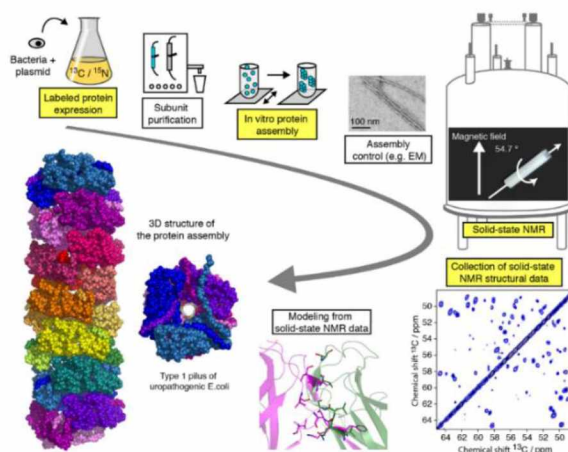 Bacteria +
plasmid
13C / 15N
Labeled protein
expression
Subunit
purification
In vitro protein
assembly
100 nm
Assembly
control (e.g. EM)
Magnetic field
54.7 °
Solid-state NMR
3D structure of
the protein assembly
Type 1 pilus of
uropathogenic E.coli
Modeling from
solid-state NMR data
Collection of solid-state
NMR structural data
Chemical shift 13C / ppm
50
52
54
56
58
60
62
64
64 62 60 58 56 54 52 50
Chemical shift 13C / ppm